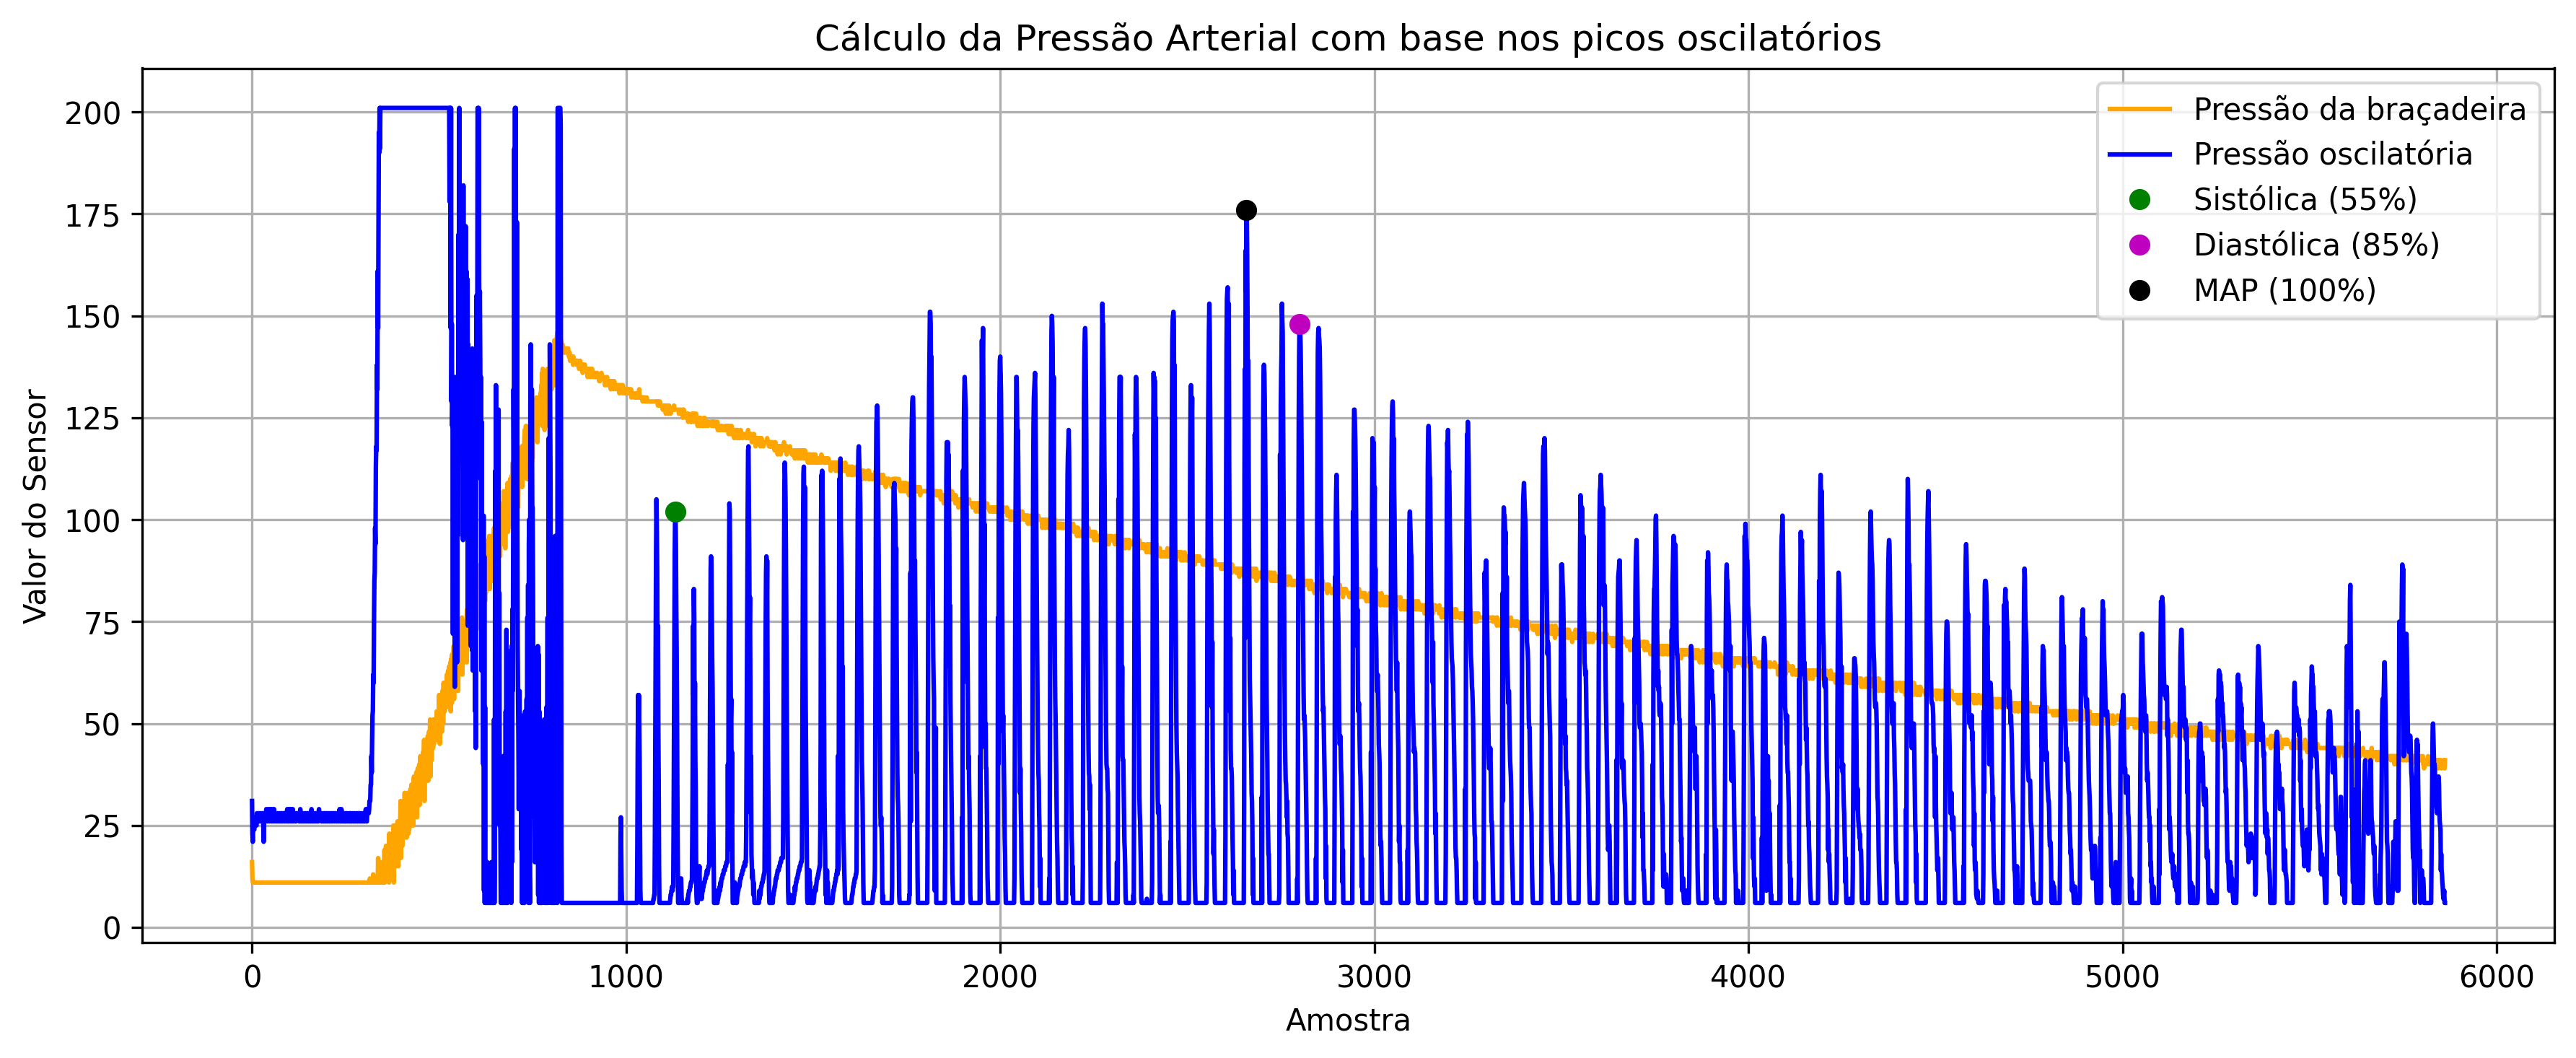 Cálculo da Pressão Arterial com base nos picos oscilatórios
Pressão da braçadeira
Pressão oscilatória
Sistólica (55%)
Diastólica (85%)
MAP (100%)
Valor do Sensor
200
175
150
125
100
75
50
25
0
0 1000 2000 3000 4000 5000 6000
Amostra